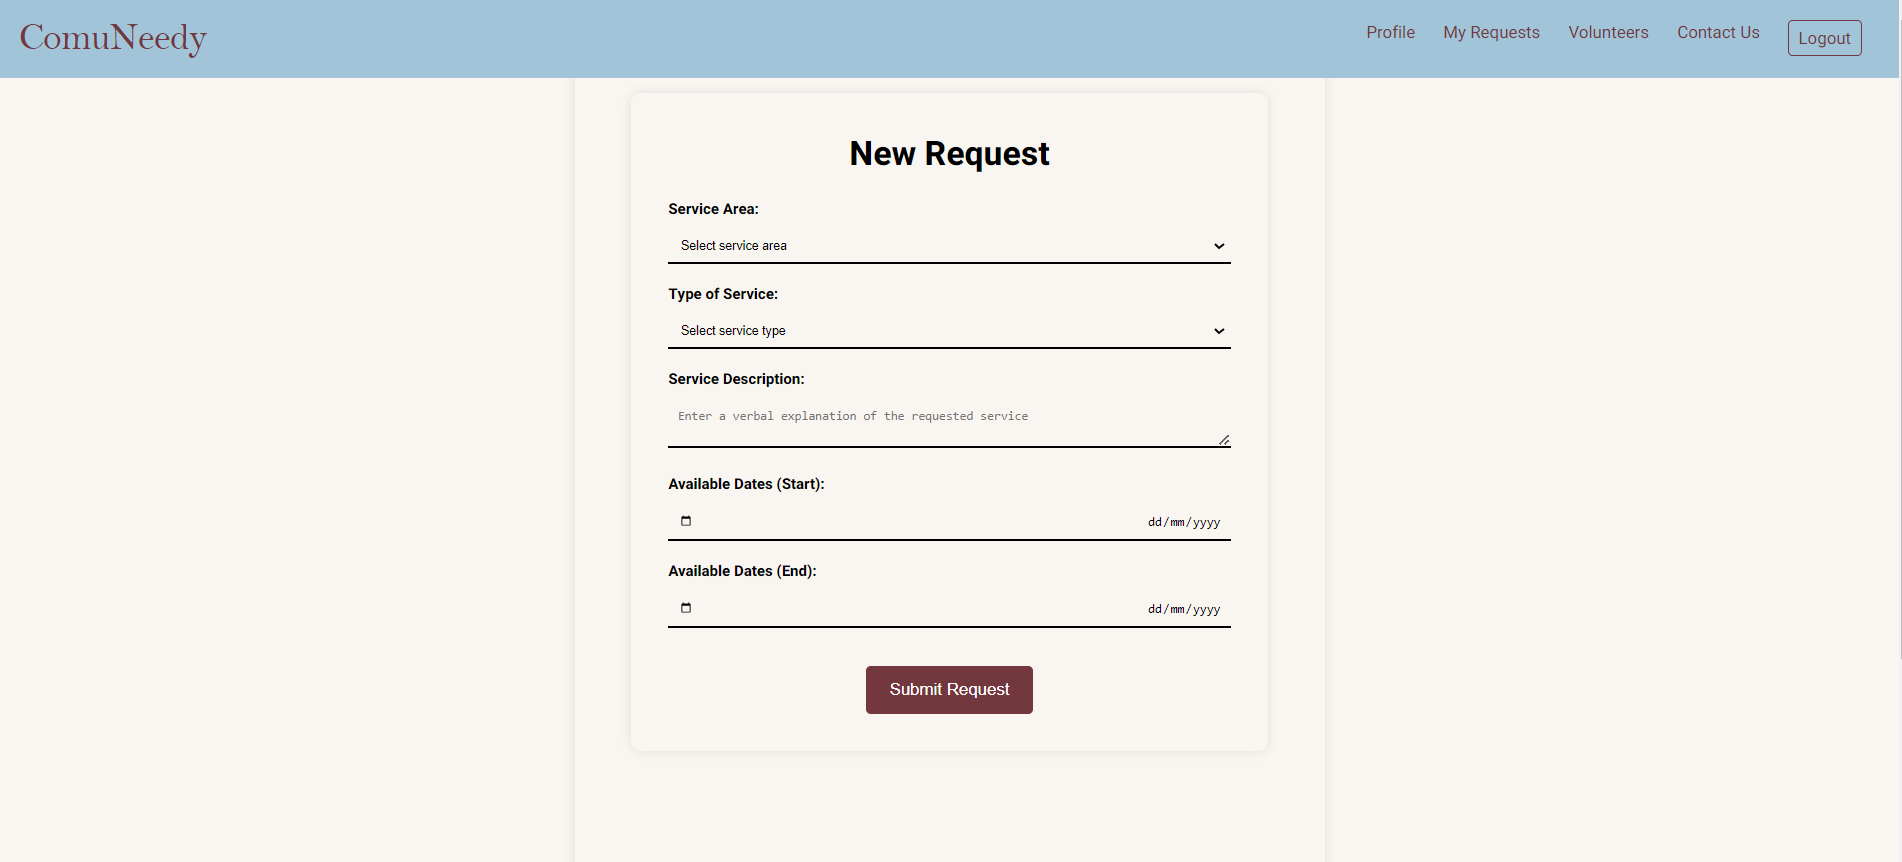 ComuNeedy
Profile My Requests Volunteers Contact Us Logout
New Request
Service Area:
Select service area
Type of Service:
Select service type
Service Description:
Enter a verbal explanation of the requested service
Available Dates (Start):
dd/mm/yyyy
Available Dates (End):
dd/mm/yyyy
Submit Request